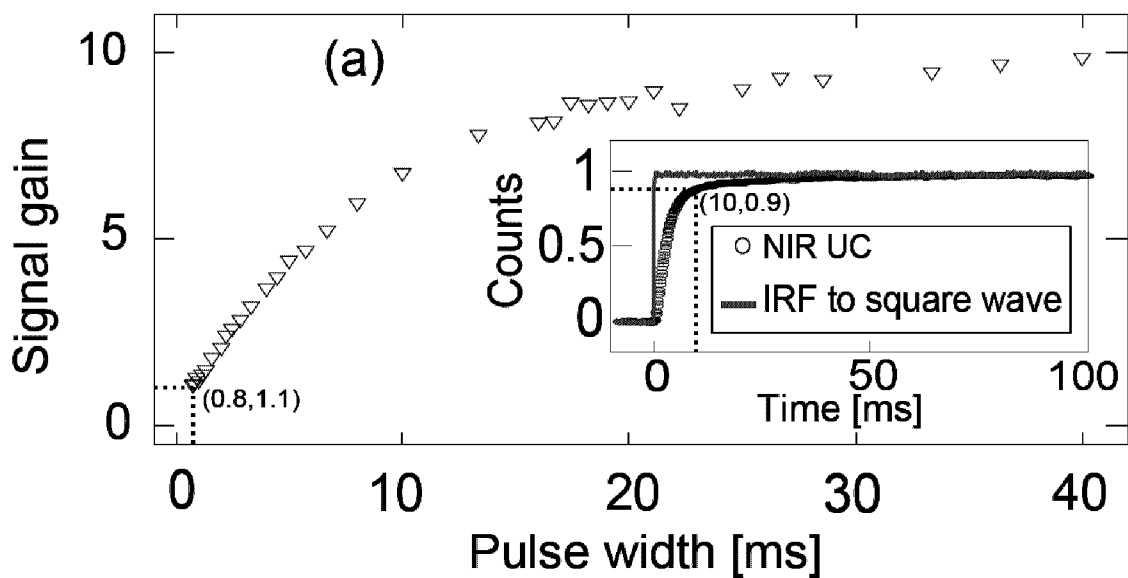 (a)
10
5
0
Signal gain
(0.8,1.1)
0 10 20 30 40
Pulse width [ms]
1
0.5
0
Counts
(10,0.9)
NIR UC
IRF to square wave
0 50 100
Time [ms]